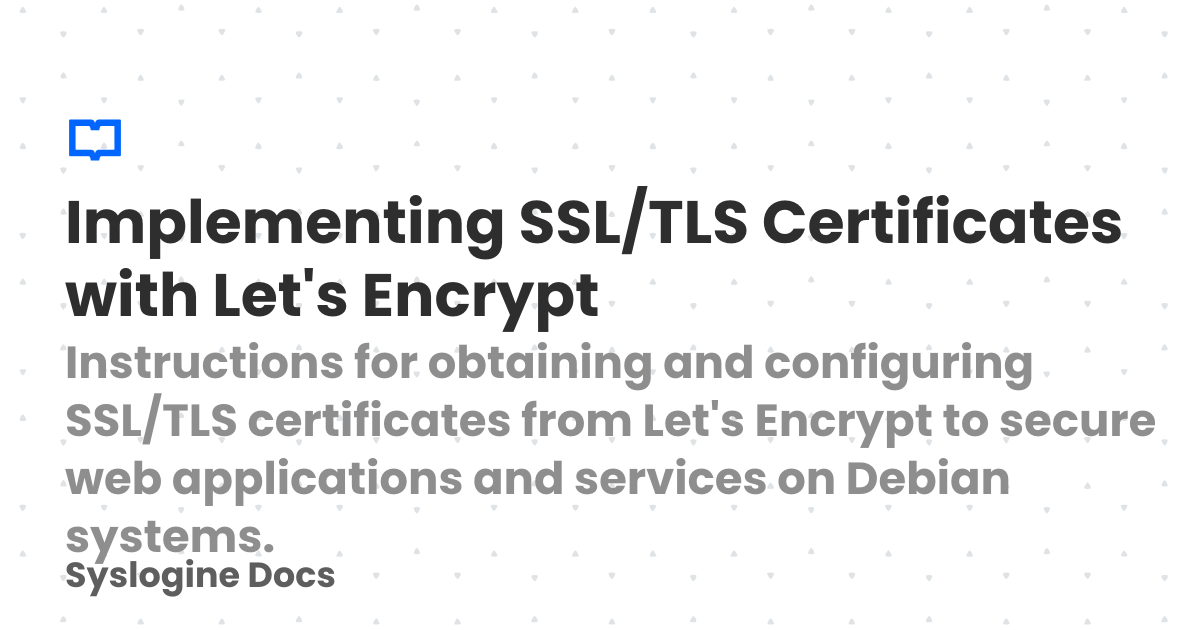 Implementing SSL/TLS Certificates
with Let's Encrypt
Instructions for obtaining and configuring
SSL/TLS certificates from Let's Encrypt to secure
web applications and services on Debian
systems.
Syslogine Docs